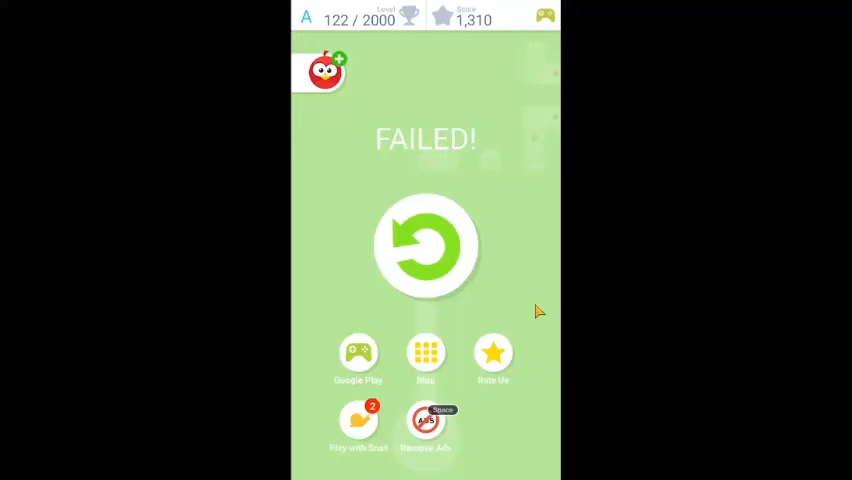 A
Level
122 / 2000
Score
1,310
FAILED!
Google Play
Map
Rate Us
2
Space
ADS
Play with Snail
Remove Ads